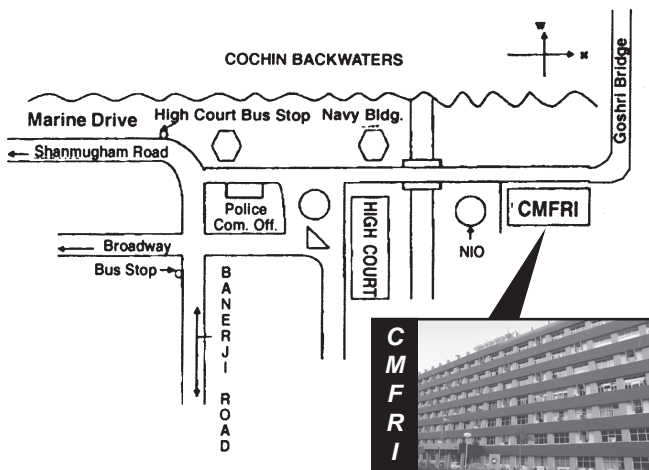 W
N
COCHIN BACKWATERS
Goshri Bridge
Marine Drive
High Court Bus Stop
Navy Bldg.
Shanmugham Road
Police
Com. Off.
HIGH COURT
CMFRI
NIO
Broadway
Bus Stop
BANERJI ROAD
CMFRI